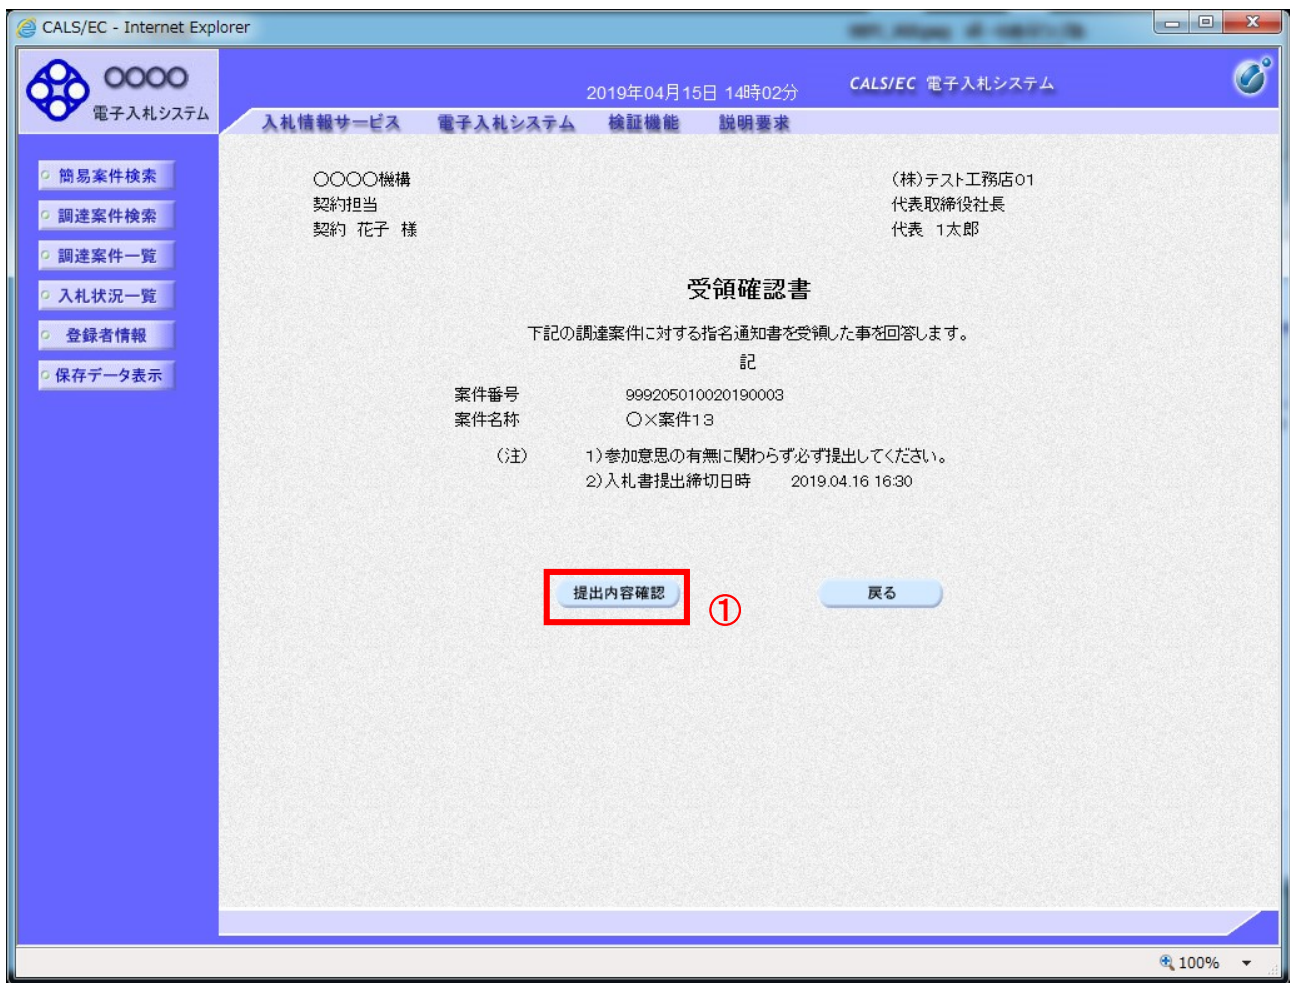 CALS/EC - Internet Explorer
〇〇〇〇
電子入札システム
2019年04月15日 14時02分
CALS/EC 電子入札システム
入札情報サービス 電子入札システム 検証機能 説明要求
簡易案件検索
調達案件検索
調達案件一覧
入札状況一覧
登録者情報
保存データ表示
〇〇〇〇機構
契約担当
契約 花子 様
(株)テスト工務店01
代表取締役社長
代表 1太郎
受領確認書
下記の調達案件に対する指名通知書を受領した事を回答します。
記
案件番号 999205010020190003
案件名称 〇×案件13
(注) 1)参加意思の有無に関わらず必ず提出してください。
2)入札書提出締切日時 2019.04.16 16:30
提出内容確認
①
戻る
100%